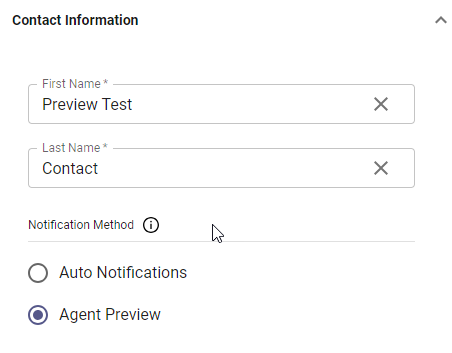 Contact Information
First Name *
Preview Test
Last Name *
Contact
Notification Method
Auto Notifications
Agent Preview